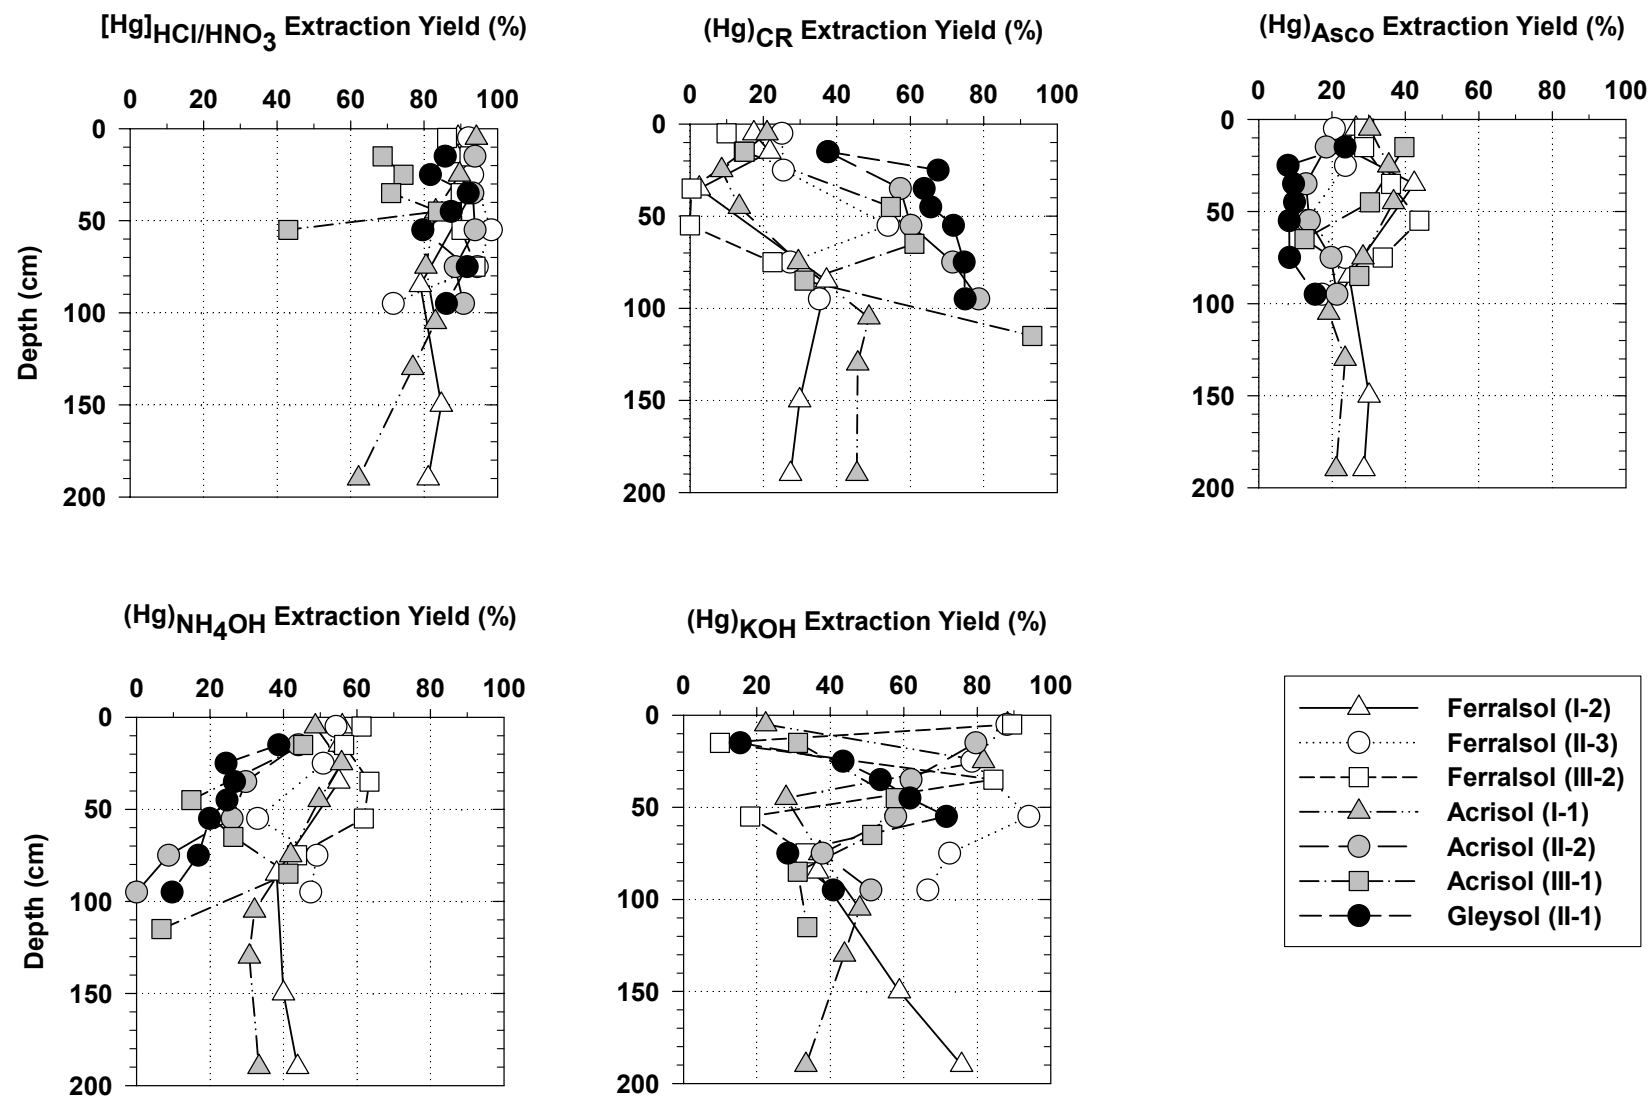 [Hg]HCl/HNO3 Extraction Yield (%)
0 20 40 60 80 100
0
50
100
150
200
Depth (cm)
(Hg)CR Extraction Yield (%)
0 20 40 60 80 100
0
50
100
150
200
(Hg)Asco Extraction Yield (%)
0 20 40 60 80 100
0
50
100
150
200
(Hg)NH4OH Extraction Yield (%)
0 20 40 60 80 100
0
50
100
150
200
Depth (cm)
(Hg)KOH Extraction Yield (%)
0 20 40 60 80 100
0
50
100
150
200
Ferralsol (I-2)
Ferralsol (II-3)
Ferralsol (III-2)
Acrisol (I-1)
Acrisol (II-2)
Acrisol (III-1)
Gleysol (II-1)